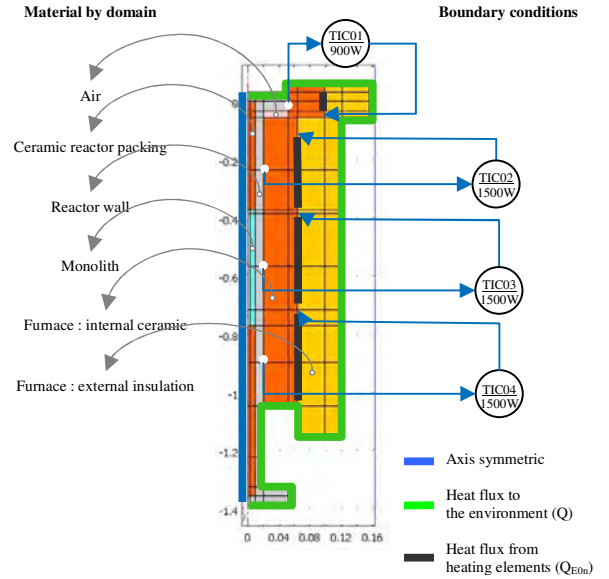 Material by domain
Boundary conditions
TIC01
900W
Air
Ceramic reactor packing
Reactor wall
Monolith
Furnace : internal ceramic
Furnace : external insulation
0
-0.2
-0.4
-0.6
-0.8
-1
-1.2
-1.4
0 0.04 0.08 0.12 0.16
TIC02
1500W
TIC03
1500W
TIC04
1500W
Axis symmetric
Heat flux to
the environment (Q)
Heat flux from
heating elements (QE0n)